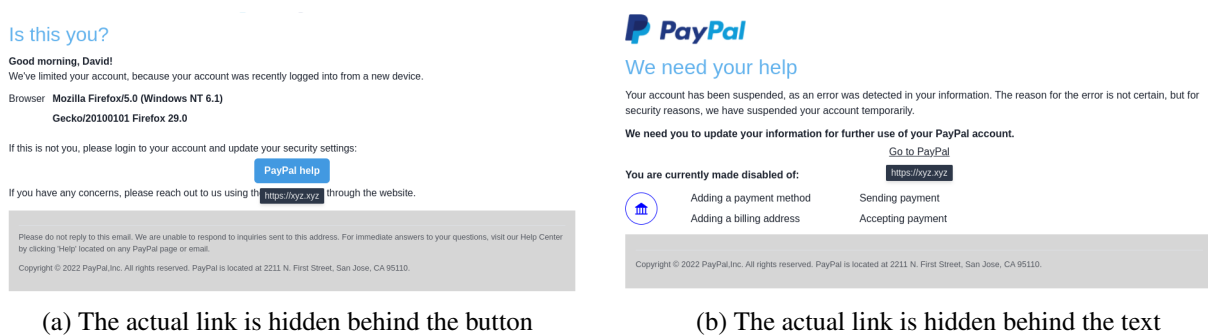 Is this you?
Good morning, David!
We've limited your account, because your account was recently logged into from a new device.
Browser Mozilla Firefox/5.0 (Windows NT 6.1)
Gecko/20100101 Firefox 29.0
If this is not you, please login to your account and update your security settings:
PayPal help
If you have any concerns, please reach out to us using through the website.
https://xyz.xyz
Please do not reply to this email. We are unable to respond to inquiries sent to this address. For immediate answers to your questions, visit our Help Center
by clicking 'Help' located on any PayPal page or email.
Copyright © 2022 PayPal,Inc. All rights reserved. PayPal is located at 2211 N. First Street, San Jose, CA 95110.
(a) The actual link is hidden behind the button
PayPal
We need your help
Your account has been suspended, as an error was detected in your information. The reason for the error is not certain, but for
security reasons, we have suspended your account temporarily.
We need you to update your information for further use of your PayPal account.
Go to PayPal
https://xyz.xyz
You are currently made disabled of:
Adding a payment method Sending payment
Adding a billing address Accepting payment
Copyright © 2022 PayPal,Inc. All rights reserved. PayPal is located at 2211 N. First Street, San Jose, CA 95110.
(b) The actual link is hidden behind the text